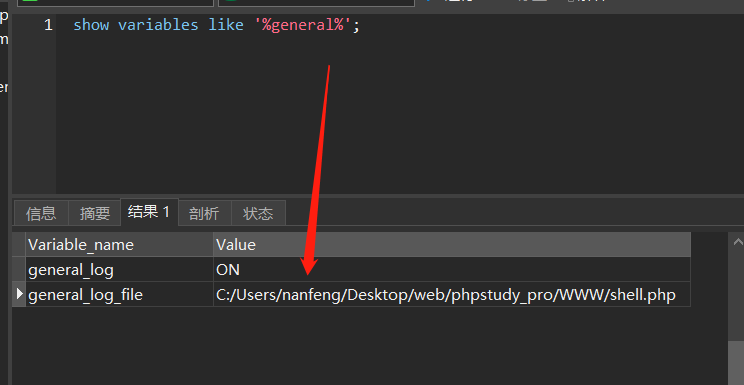 1 show variables like '%general%';
信息 摘要 结果 1 剖析 状态
Variable_name Value
general_log ON
general_log_file C:/Users/nanfeng/Desktop/web/phpstudy_pro/WWW/shell.php